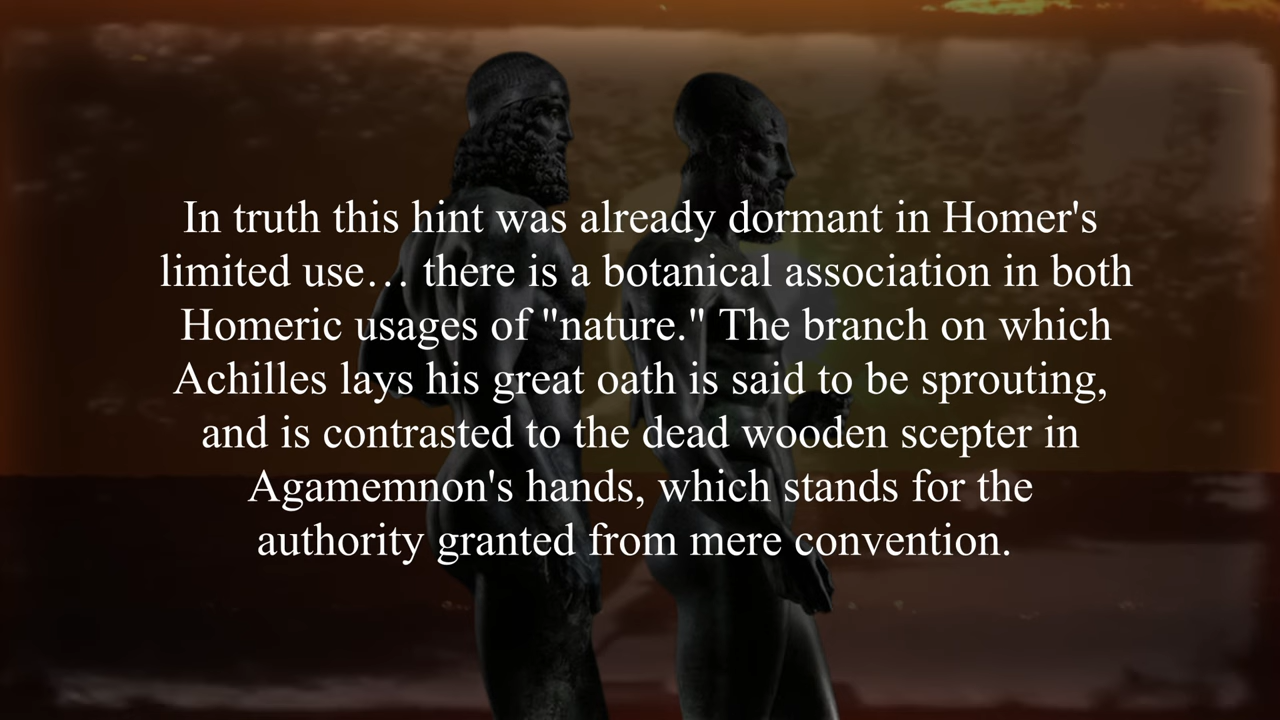 In truth this hint was already dormant in Homer's
limited use… there is a botanical association in both
Homeric usages of "nature." The branch on which
Achilles lays his great oath is said to be sprouting,
and is contrasted to the dead wooden scepter in
Agamemnon's hands, which stands for the
authority granted from mere convention.